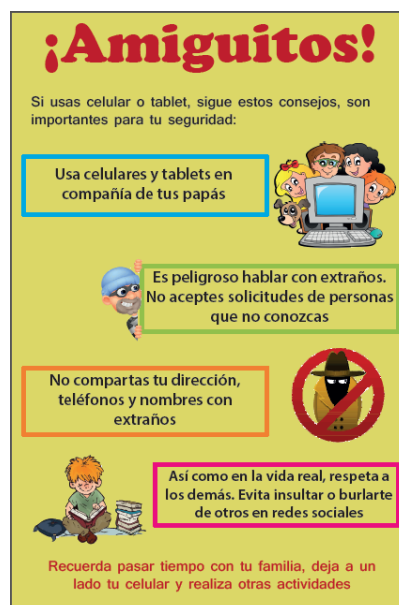 ¡Amiguitos!
Si usas celular o tablet, sigue estos consejos, son
importantes para tu seguridad:
Usa celulares y tablets en
compañía de tus papás
Es peligroso hablar con extraños.
No aceptes solicitudes de personas
que no conozcas
No compartas tu dirección,
teléfonos y nombres con
extraños
Así como en la vida real, respeta a
los demás. Evita insultar o burlarte
de otros en redes sociales
Recuerda pasar tiempo con tu familia, deja a un
lado tu celular y realiza otras actividades